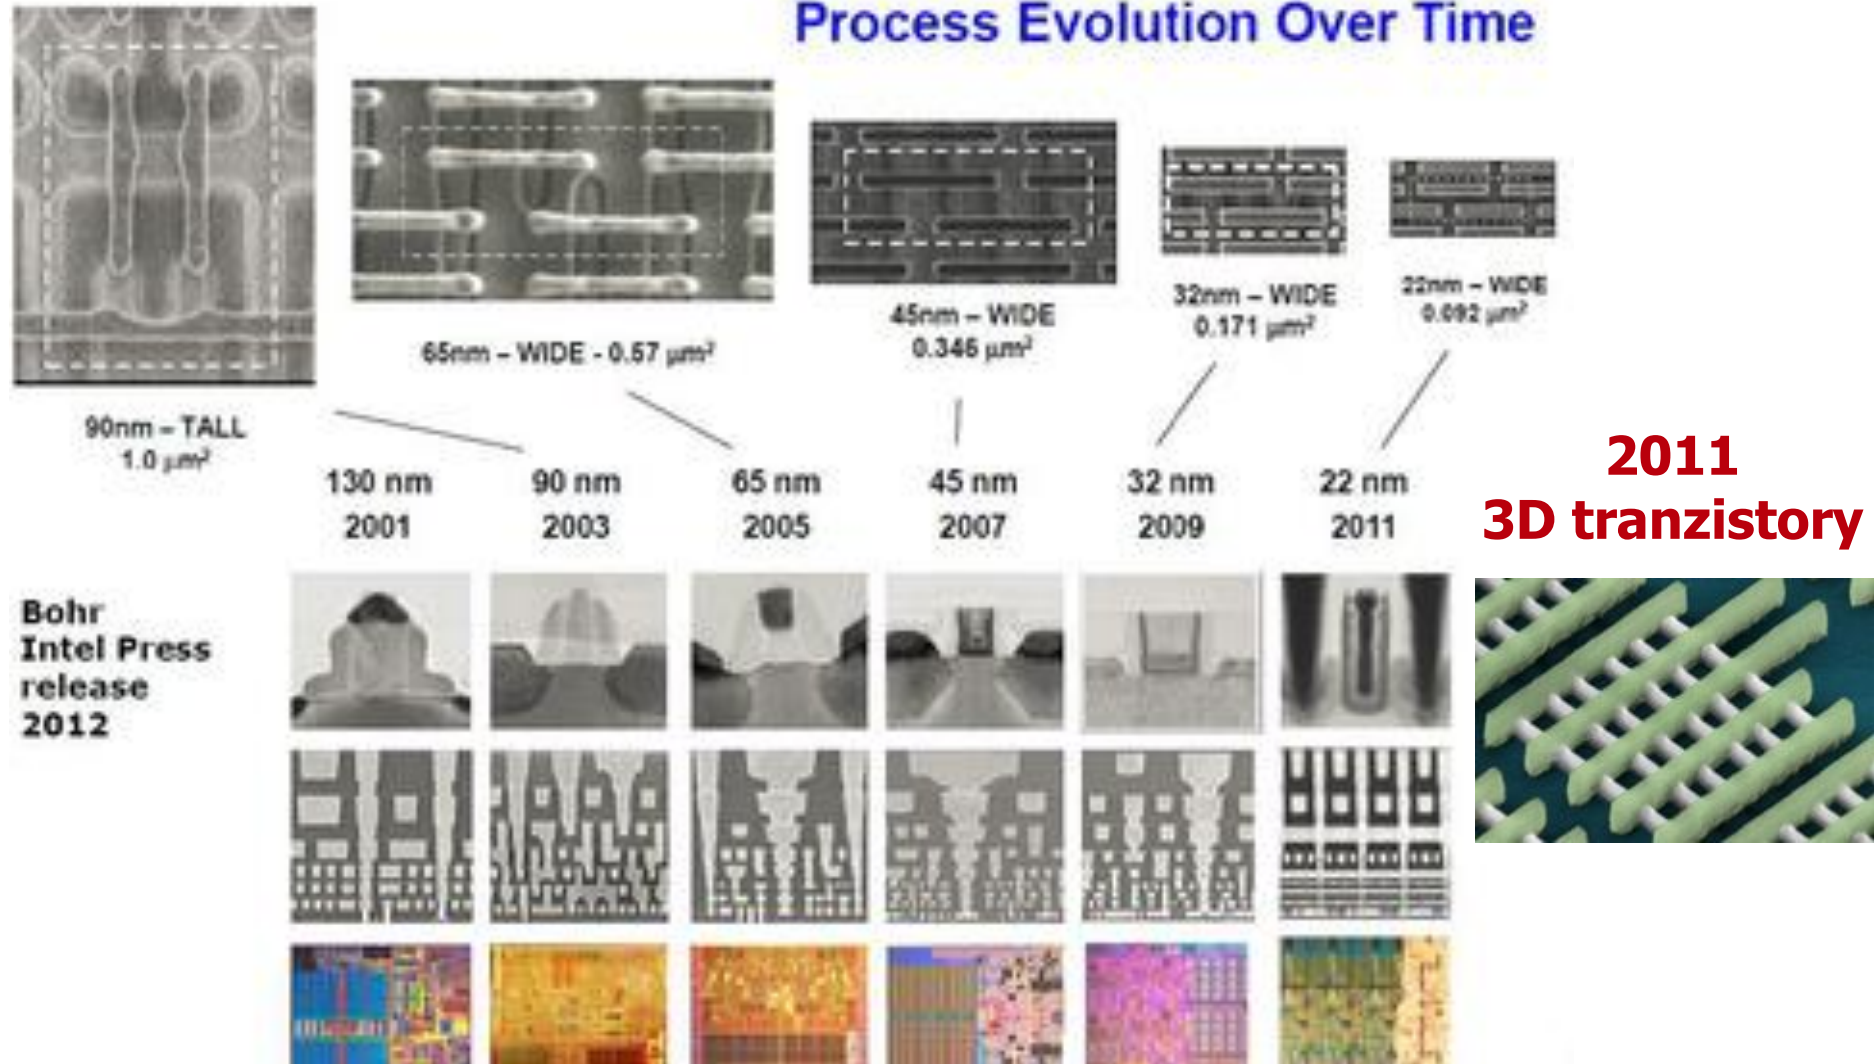 Process Evolution Over Time
90nm – TALL
1.0 µm²
65nm – WIDE - 0.57 µm²
45nm – WIDE
0.346 µm²
32nm – WIDE
0.171 µm²
22nm – WIDE
0.092 µm²
130 nm
2001
90 nm
2003
65 nm
2005
45 nm
2007
32 nm
2009
22 nm
2011
2011
3D tranzistory
Bohr
Intel Press
release
2012